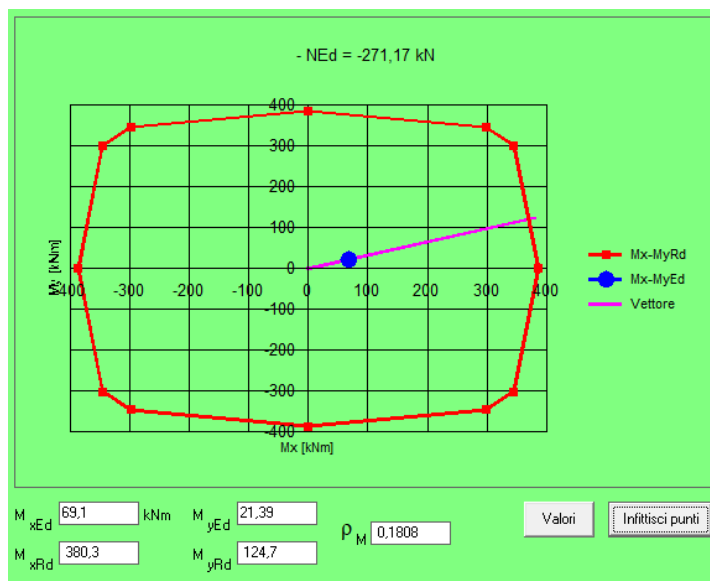 - NEd = -271,17 kN
400
300
200
100
0
-100
-200
-300
-400
My [kNm]
-400 -300 -200 -100 0 100 200 300 400
Mx [kNm]
Mx-MyRd
Mx-MyEd
Vettore
M xEd 69,1 kNm M yEd 21,39
ρ M 0,1808
Valori Infittisci punti
M xRd 380,3 M yRd 124,7